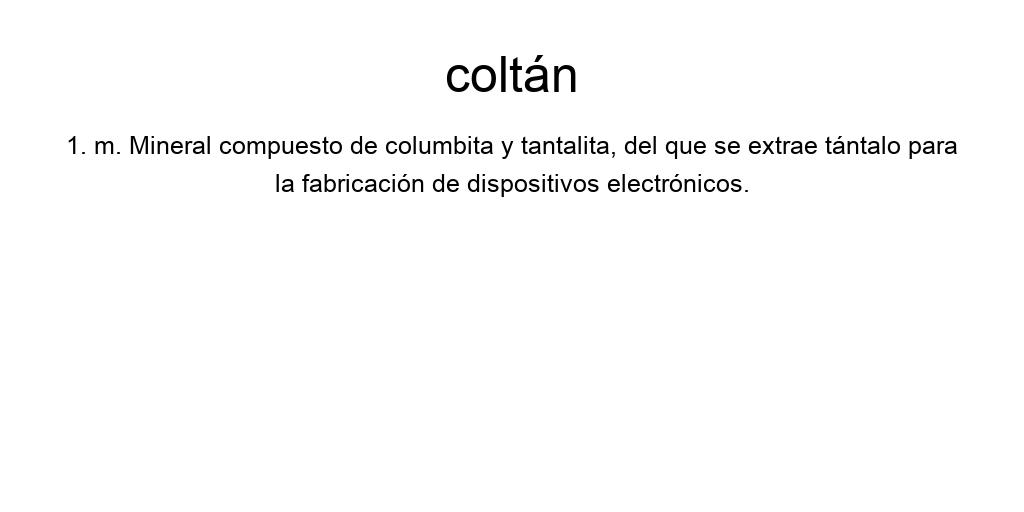 coltán
1. m. Mineral compuesto de columbita y tantalita, del que se extrae tántalo para
la fabricación de dispositivos electrónicos.